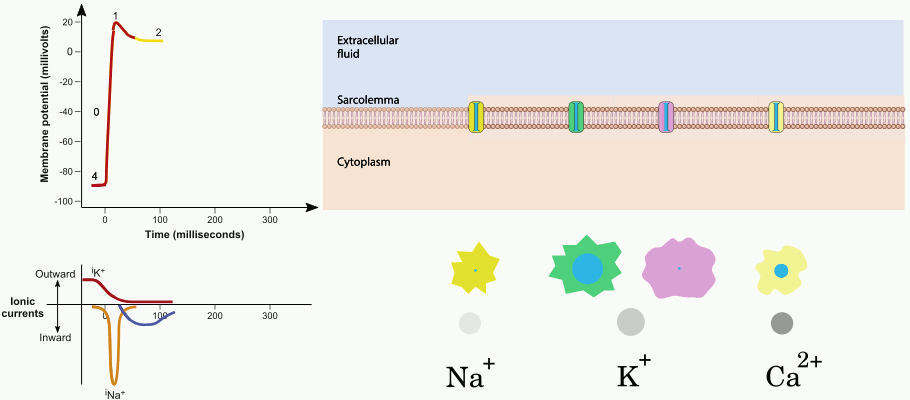 Membrane potential (millivolts)
20
0
-20
-40
-60
-80
-100
1
2
0
4
0
100
200
300
Time (milliseconds)
Extracellular
fluid
Sarcolemma
Cytoplasm
Outward
Ionic
currents
Inward
iK+
0
100
200
300
iNa+
Na+
K+
Ca2+